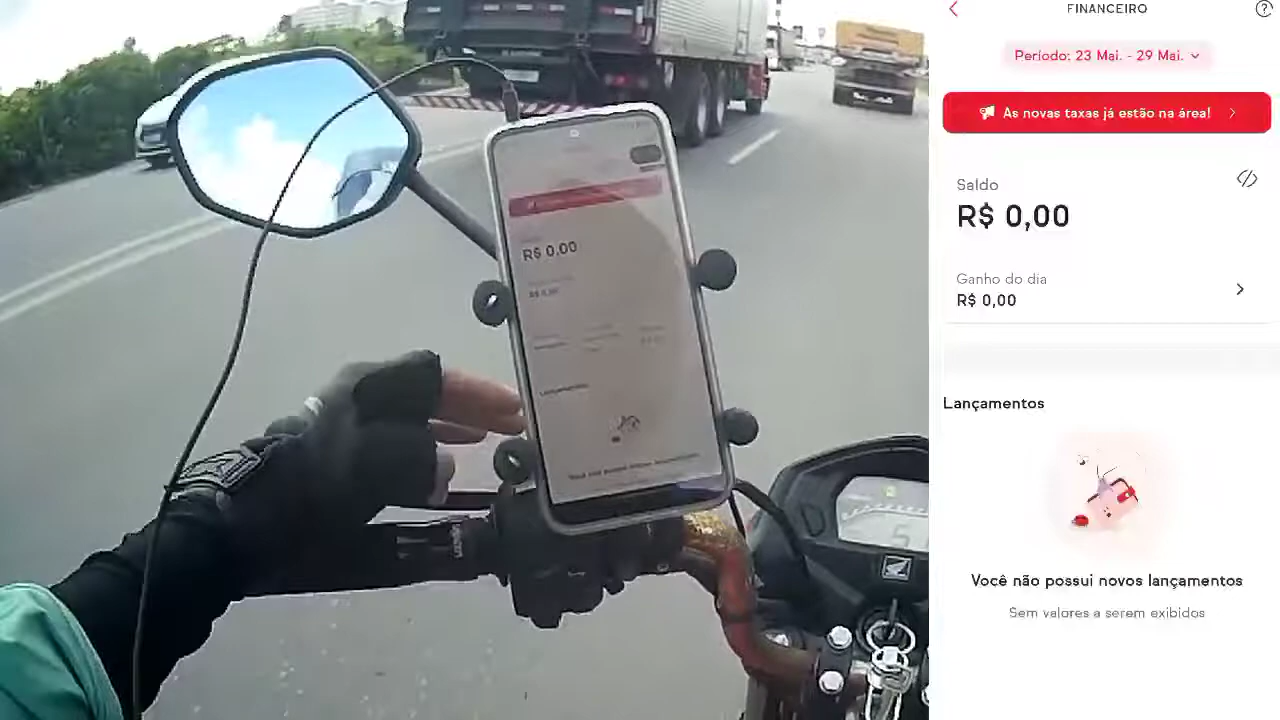 FINANCEIRO
Período: 23 Mai. - 29 Mai.
As novas taxas já estão na área!
Saldo
R$ 0,00
Ganho do dia
R$ 0,00
Lançamentos
Você não possui novos lançamentos
Sem valores a serem exibidos
R$ 0,00